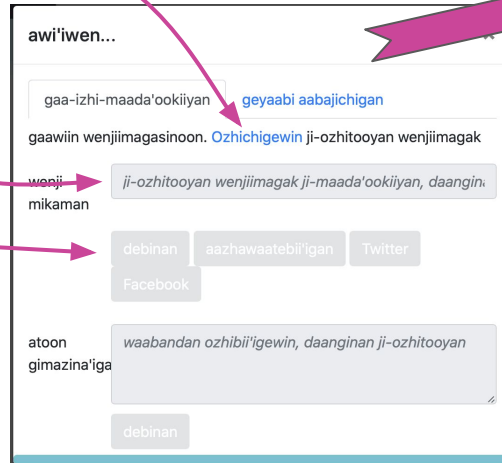 awi'iwen...
gaa-izhi-maada'ookiiyan geyaabi aabajichigan
gaawiin wenjiimagasinoon. Ozhichigewin ji-ozhitooyan wenjiimagak
wenji-
mikaman
ji-ozhitooyan wenjiimagak ji-maada'ookiiyan,
debinan aazhawaatebii'igan Twitter
Facebook
atoon
gimazina'iga
waabandan ozhibii'igewin, daanginan ji-ozhitooyan
debinan